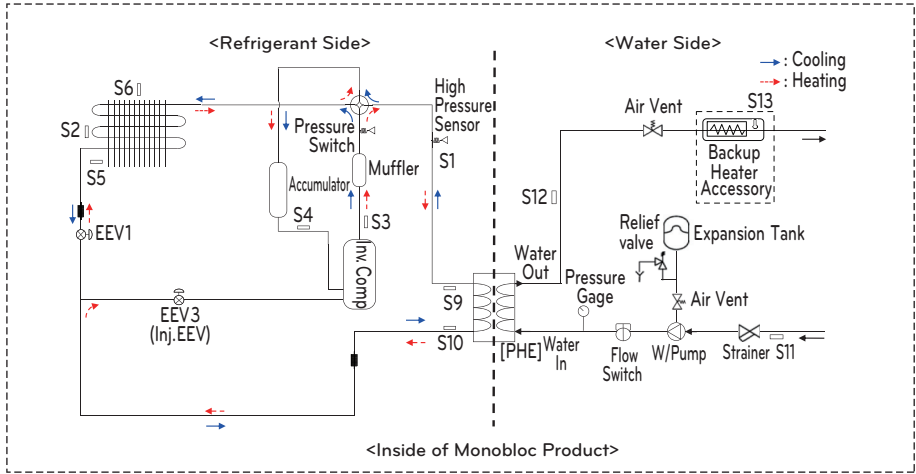 <Refrigerant Side>
<Water Side>
: Cooling
: Heating
S6
High
Pressure
Sensor
S13
Air Vent
S2
Pressure
Switch
S1
Backup
Heater
Accessory
S5
Accumulator
Muffler
S12
S4
S3
Relief
valve
Expansion Tank
EEV1
Inv.Comp
Water
Out
Pressure
Gage
Air Vent
S9
EEV3
(Inj.EEV)
S10
[PHE]
Water
In
Flow
Switch
W/Pump
Strainer
S11
<Inside of Monobloc Product>